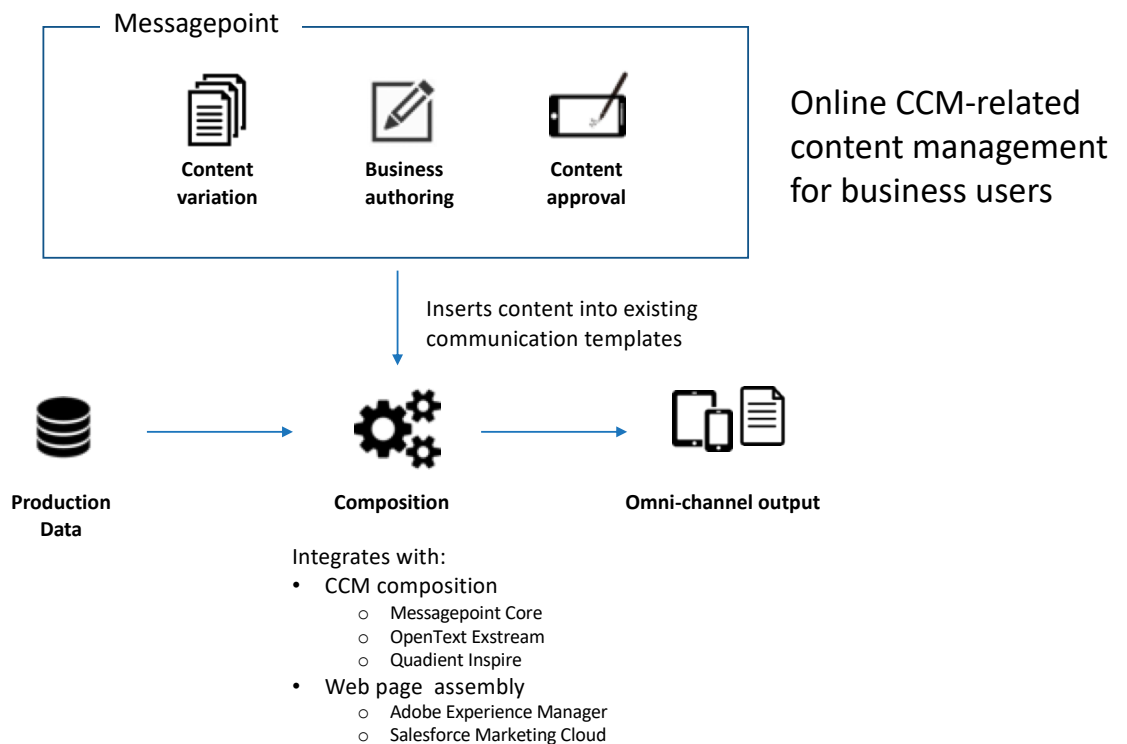 Messagepoint
Content
variation
Business
authoring
Content
approval
Online CCM-related
content management
for business users
Inserts content into existing
communication templates
Production
Data
Composition
Omni-channel output
Integrates with:
• CCM composition
o Messagepoint Core
o OpenText Exstream
o Quadient Inspire
• Web page assembly
o Adobe Experience Manager
o Salesforce Marketing Cloud